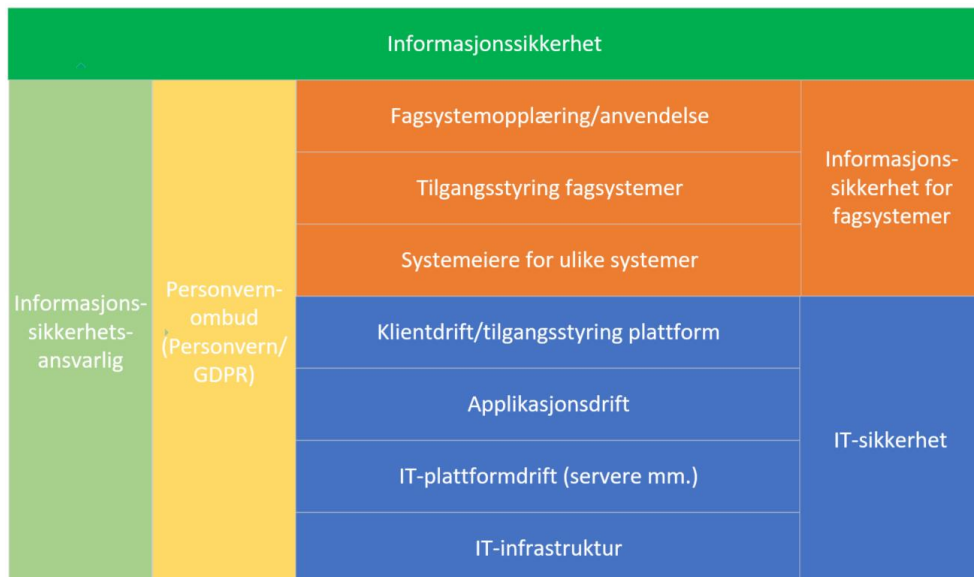 Informasjonssikkerhet
Fagsystemopplæring/anvendelse
Tilgangsstyring fagsystemer
Systemeiere for ulike systemer
Informasjons-
sikkerhet for
fagsystemer
Informasjons-
sikkerhets-
ansvarlig
Personvern-
ombud
(Personvern/
GDPR)
Klientdrift/tilgangsstyring plattform
Applikasjonsdrift
IT-plattformdrift (servere mm.)
IT-infrastruktur
IT-sikkerhet